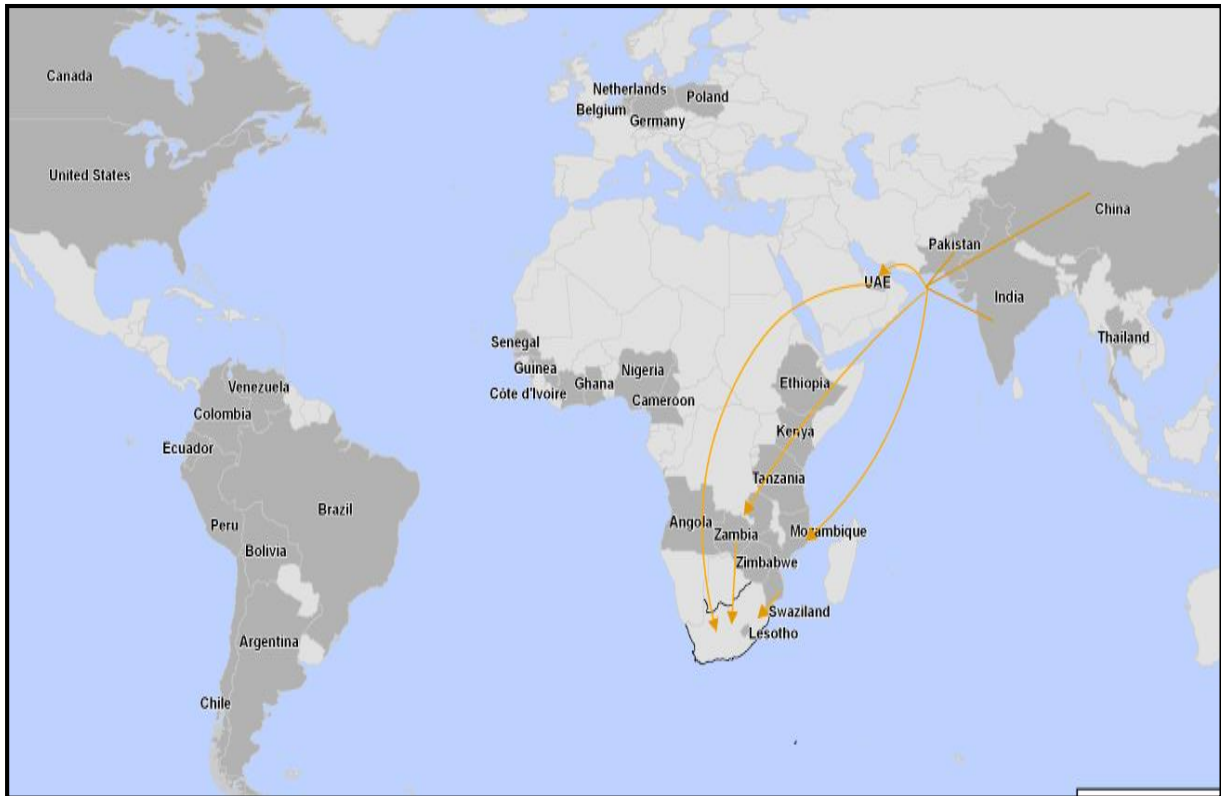 Canada
United States
Netherlands
Belgium
Germany
Poland
China
Pakistan
UAE
India
Thailand
Senegal
Guinea
Côte d'Ivoire
Ghana
Nigeria
Cameroon
Ethiopia
Kenya
Tanzania
Venezuela
Colombia
Ecuador
Brazil
Peru
Bolivia
Argentina
Chile
Angola
Zambia
Mozambique
Zimbabwe
Swaziland
Lesotho